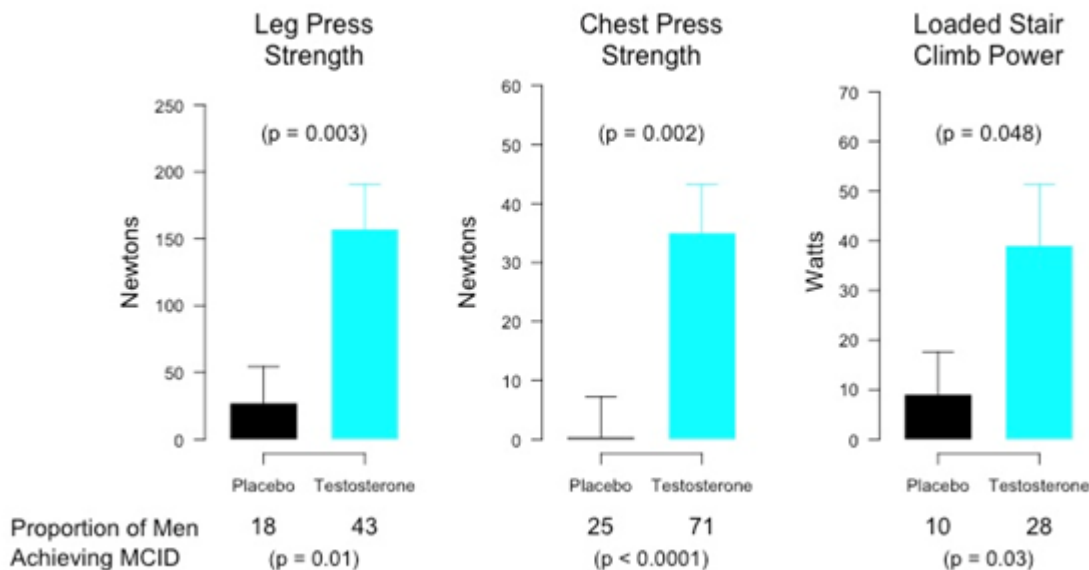 Leg Press
Strength
250
200
150
100
50
0
Newtons
(p = 0.003)
Placebo Testosterone
Chest Press
Strength
60
50
40
30
20
10
0
Newtons
(p = 0.002)
Placebo Testosterone
Loaded Stair
Climb Power
70
60
50
40
30
20
10
0
Watts
(p = 0.048)
Placebo Testosterone
Proportion of Men 18 43 25 71 10 28
Achieving MCID (p = 0.01) (p < 0.0001) (p = 0.03)